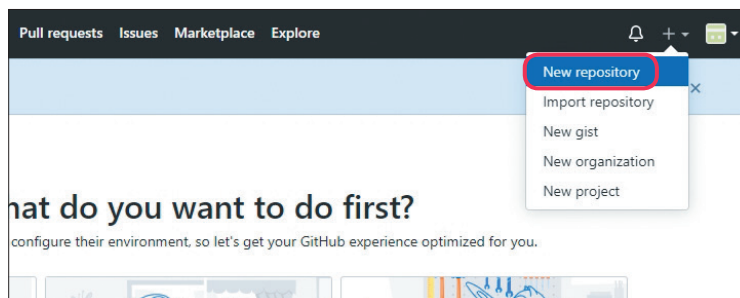 Pull requests Issues Marketplace Explore
New repository
Import repository
New gist
New organization
New project
hat do you want to do first?
configure their environment, so let's get your GitHub experience optimized for you.